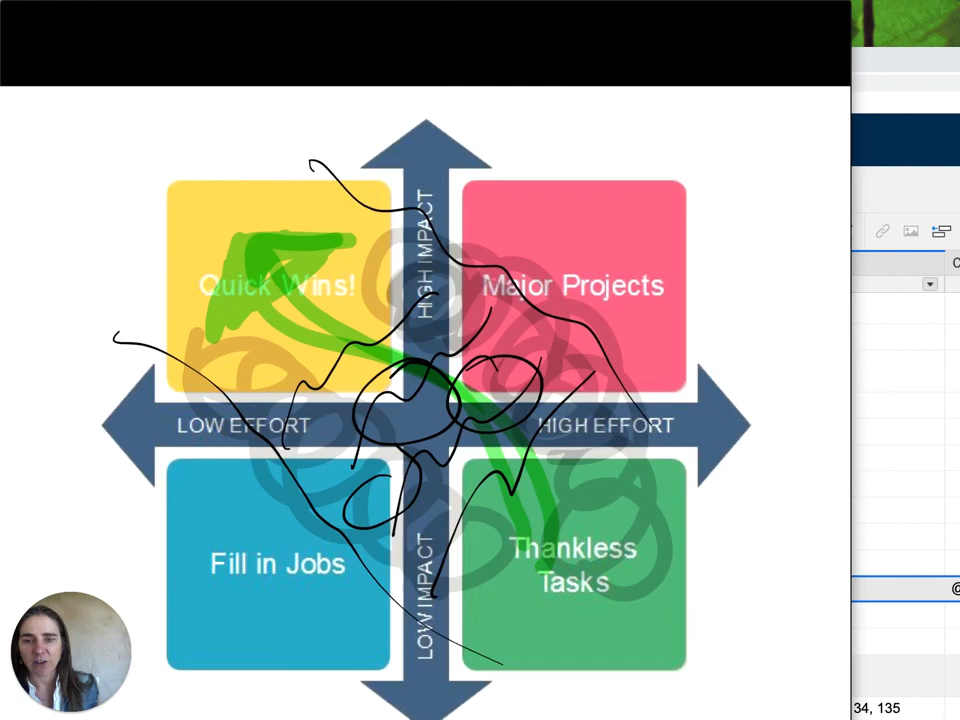 HIGH IMPACT
Quick Wins!
Major Projects
LOW EFFORT
HIGH EFFORT
Fill in Jobs
Thankless
Tasks
LOW IMPACT
34, 135